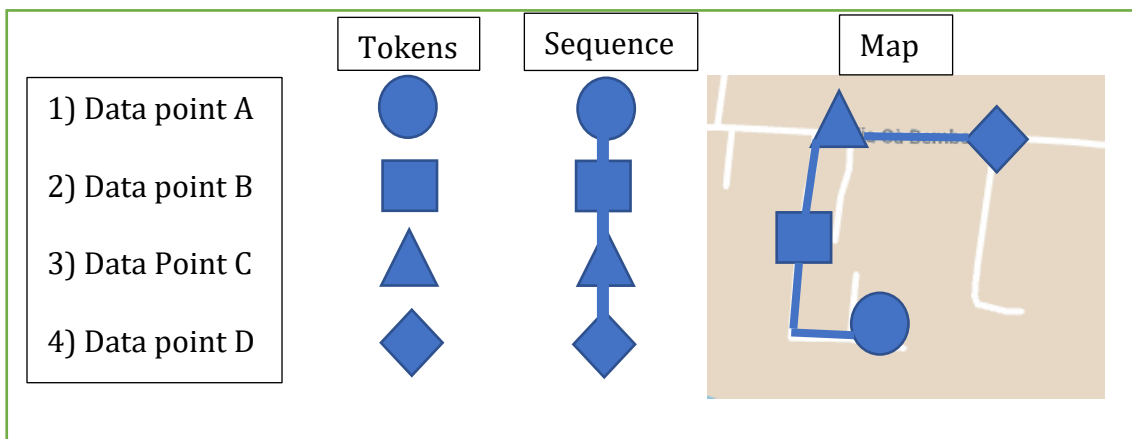 Tokens
Sequence
Map
1) Data point A
2) Data point B
3) Data Point C
4) Data point D